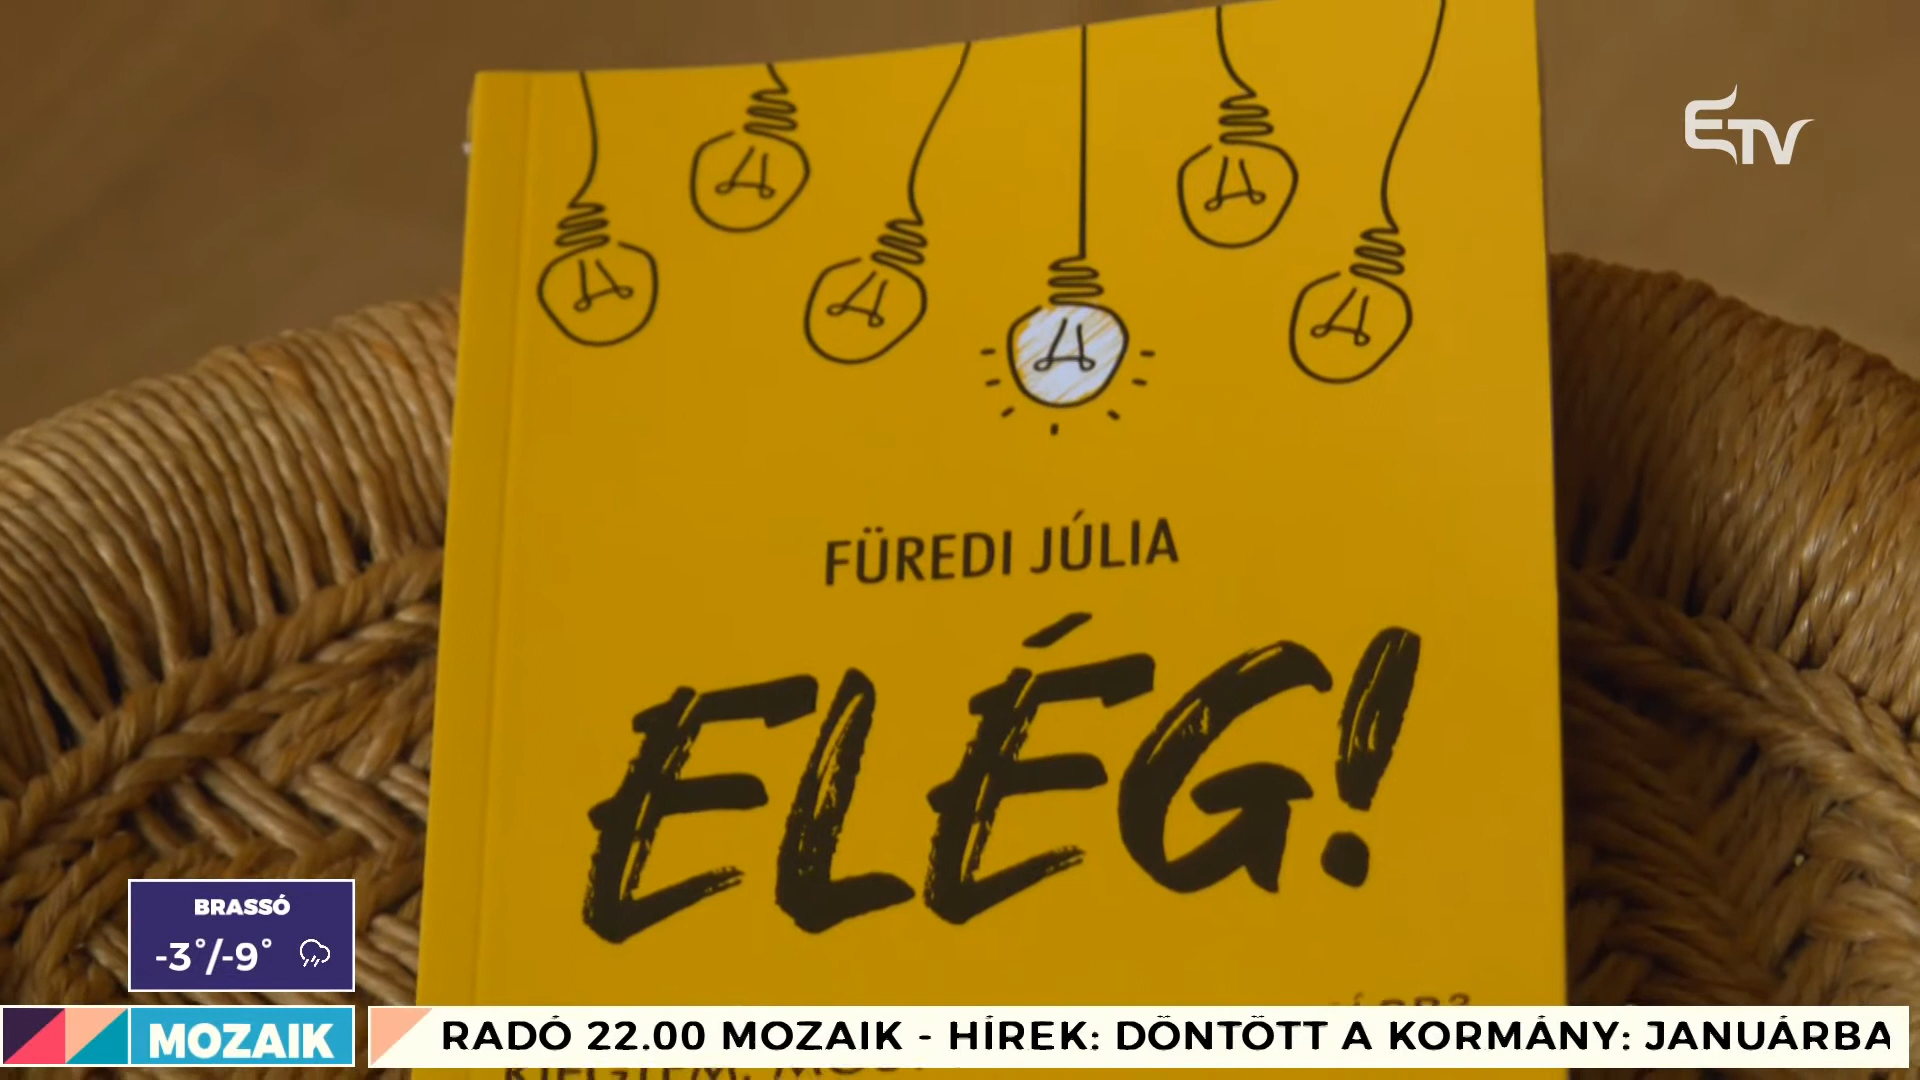 ETV
FÜREDI JÚLIA
ELÉG!
BRASSÓ
-3°/-9°
MOZAIK
RADÓ 22.00 MOZAIK - HÍREK: DÖNTÖTT A KORMÁNY: JANUÁRBA